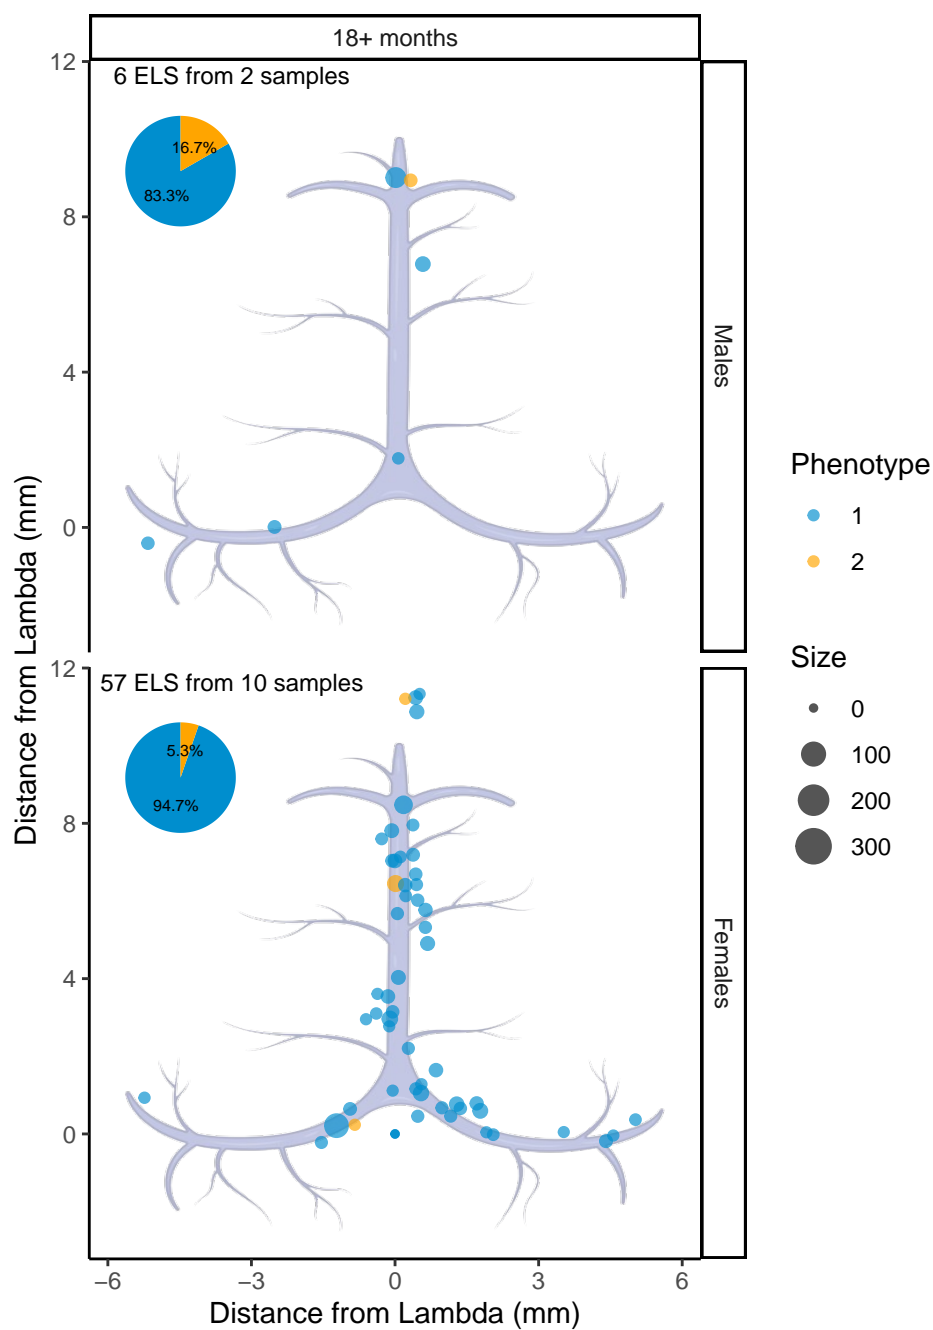 18+ months
12
6 ELS from 2 samples
16.7%
83.3%
8
4
0
Males
12
57 ELS from 10 samples
5.3%
94.7%
8
4
0
Females
−6
−3
0
3
6
Distance from Lambda (mm)
Distance from Lambda (mm)
Phenotype
1
2
Size
0
100
200
300